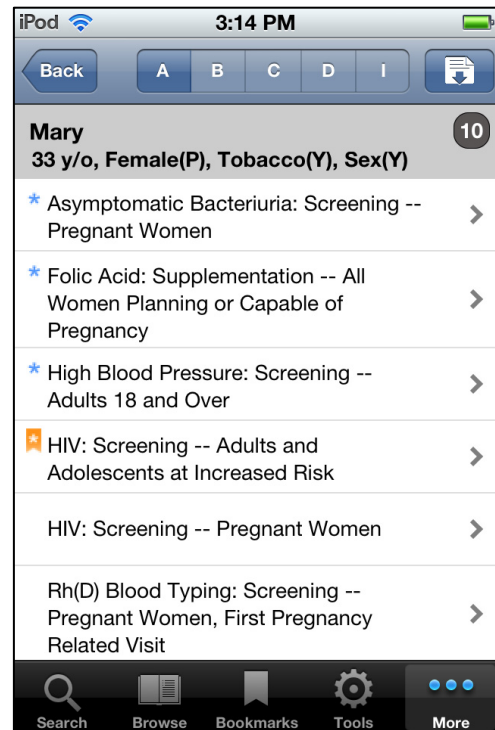 iPod 3:14 PM
Back A B C D I
Mary 10
33 y/o, Female(P), Tobacco(Y), Sex(Y)
* Asymptomatic Bacteriuria: Screening --
Pregnant Women
* Folic Acid: Supplementation -- All
Women Planning or Capable of
Pregnancy
* High Blood Pressure: Screening --
Adults 18 and Over
HIV: Screening -- Adults and
Adolescents at Increased Risk
HIV: Screening -- Pregnant Women
Rh(D) Blood Typing: Screening --
Pregnant Women, First Pregnancy
Related Visit
Search Browse Bookmarks Tools More